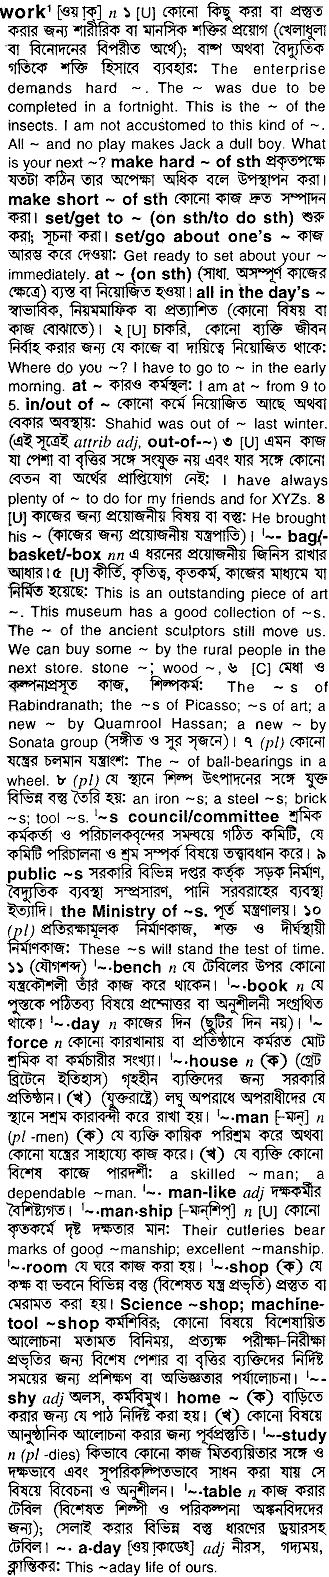 work¹ [ওয়াক্] n ১ [U] কোনো কিছু করা বা প্রস্তুত
করার জন্য শারীরিক বা মানসিক শক্তির প্রয়োগ (খেলাধুলা
বা বিনোদনের বিপরীত অর্থে); বাষ্প অথবা বৈদ্যুতিক
গতিকে শক্তি হিসাবে ব্যবহার: The enterprise
demands hard ~. The ~ was due to be
completed in a fortnight. This is the ~ of the
insects. I am not accustomed to this kind of ~.
All ~ and no play makes Jack a dull boy. What
is your next ~? make hard ~ of sth প্রকৃতপক্ষে
যতটা কঠিন তার অপেক্ষা অধিক বলে উপস্থাপন করা।
make short ~ of sth কোনো কাজ দ্রুত সম্পাদন
করা। set/get to ~ (on sth/to do sth) শুরু
করা; সূচনা করা। set/go about one's ~ কাজ
আরম্ভ করে দেওয়া: Get ready to set about your ~
immediately. at ~ (on sth) (সাধা. অসম্পূর্ণ কাজের
ক্ষেত্রে) ব্যস্ত বা নিয়োজিত হওয়া। all in the day's ~
স্বাভাবিক, নিয়মমাফিক বা প্রত্যাশিত (কোনো বিষয় বা
কাজ বোঝাতে)। ২ [U] চাকরি, কোনো ব্যক্তি জীবন
নির্বাহ করার জন্য যে কাজে বা দায়িত্বে নিয়োজিত থাকে:
Where do you ~? I have to go to ~ in the early
morning. at ~ কারও কর্মস্থল: I am at ~ from 9 to
5. in/out of ~ কোনো কর্মে নিয়োজিত আছে অথবা
বেকার অবস্থায়: Shahid was out of ~ last winter.
(এই সূত্রেই attrib adj, out-of-~) ৩ [U] এমন কাজ
যা পেশা বা বৃত্তির সঙ্গে সংযুক্ত নয় এবং যার সঙ্গে কোনো
বেতন বা অর্থের প্রাপ্তিযোগ নেই: I have always
plenty of ~ to do for my friends and for XYZs. ৪
[U] কাজের জন্য প্রয়োজনীয় বিষয় বা বস্তু: He brought
his ~ (কাজের জন্য প্রয়োজনীয় যন্ত্রপাতি)। '~- bag/-
basket/-box nn এ ধরনের প্রয়োজনীয় জিনিস রাখার
আধার। ৫ [U] কীর্তি, কৃতিত্ব, কৃতকর্ম, কাজের মাধ্যমে যা
নির্মিত হয়েছে: This is an outstanding piece of art
~. This museum has a good collection of ~s.
The ~ of the ancient sculptors still move us.
We can buy some ~ by the rural people in the
next store. stone ~; wood ~, ৬ [C] মেধা ও
কল্পনাপ্রসূত কাজ, শিল্পকর্ম: The ~s of
Rabindranath; the ~s of Picasso; ~s of art; a
new ~ by Quamrool Hassan; a new ~ by
Sonata group (সঙ্গীত ও সুর সৃজনে)। ৭ (pl) কোনো
যন্ত্রের চলমান যন্ত্রাংশ: The ~ of ball-bearings in a
wheel. ৮ (pl) যে স্থানে শিল্প উৎপাদনের সঙ্গে যুক্ত
বিভিন্ন বস্তু তৈরি হয়: an iron ~s; a steel ~s; brick
~s; tool ~s. '~s council/committee শ্রমিক
কর্মকর্তা ও পরিচালকবৃন্দের সমন্বয়ে গঠিত কমিটি, যে
কমিটি পরিচালনা ও শ্রম সম্পর্ক বিষয়ে তত্ত্বাবধান করে। ৯
public ~s সরকারি বিভিন্ন দপ্তর কর্তৃক সড়ক নির্মাণ,
বৈদ্যুতিক ব্যবস্থা সম্প্রসারণ, পানি সরবরাহের ব্যবস্থা
ইত্যাদি। the Ministry of ~s. পূর্ত মন্ত্রণালয়। ১০
(pl) প্রতিরক্ষামূলক নির্মাণকাজ, শক্ত ও দীর্ঘস্থায়ী
নির্মাণকাজ: These ~s will stand the test of time.
১১ (যৌগশব্দ) '~-bench n যে টেবিলের উপর কোনো
যন্ত্রকৌশলী তাঁর কাজ করে থাকেন। '~-book n যে
পুস্তকে পঠিতব্য বিষয়ে প্রশ্নোত্তর বা অনুশীলনী সংগ্রথিত
থাকে। '~-day n কাজের দিন (ছুটির দিন নয়)। '~-
force n কোনো কারখানায় বা প্রতিষ্ঠানে কর্মরত মোট
শ্রমিক বা কর্মচারীর সংখ্যা। '~-house n (ক) (গ্রেট
ব্রিটেনে ইতিহাস) গৃহহীন ব্যক্তিদের জন্য সরকারি
প্রতিষ্ঠান। (খ) (যুক্তরাষ্ট্রে) লঘু অপরাধে অপরাধীদের যে
স্থানে সশ্রম কারাবন্দী করে রাখা হয়। '~-man [–মান্] n
(pl -men) (ক) যে ব্যক্তি কায়িক পরিশ্রম করে অথবা
কোনো যন্ত্রের সাহায্যে কাজ করে। (খ) যে ব্যক্তি কোনো
বিশেষ কাজে পারদর্শী: a skilled ~ man; a
dependable ~man. '~- man-like adj দক্ষকর্মীর
বৈশিষ্ট্যগত। '~-man-ship [–মান্‌শিপ্] n [U] কোনো
কৃতকর্মে দৃষ্ট দক্ষতার মান: Their cutleries bear
marks of good ~manship; excellent ~manship.
'~-room যে ঘরে কাজ করা হয়। '~-shop (ক) যে
কক্ষ বা ভবনে বিভিন্ন বস্তু (বিশেষত যন্ত্র প্রভৃতি) প্রস্তুত বা
মেরামত করা হয়। Science ~shop; machine-
tool ~shop কর্মশিবির; কোনো বিষয়ে বিশেষায়িত
আলোচনা মতামত বিনিময়, প্রত্যক্ষ পরীক্ষা-নিরীক্ষা
প্রভৃতির জন্য বিশেষ পেশার বা বৃত্তির ব্যক্তিদের নির্দিষ্ট
সময়ের জন্য প্রশিক্ষণ বা অভিজ্ঞতার পর্যালোচনা। '~-
shy adj অলস, কর্মবিমুখ। home ~ (ক) বাড়িতে
করার জন্য যে পাঠ নির্দিষ্ট করা হয়। (খ) কোনো বিষয়ে
আনুষ্ঠানিক আলোচনা করার জন্য পূর্বপ্রস্তুতি। '~-study
n (pl -dies) কিভাবে কোনো কাজ মিতব্যয়িতার সঙ্গে ও
দক্ষভাবে এবং সুপরিকল্পিতভাবে সাধন করা যায় সে
বিষয়ে বিবেচনা ও অনুশীলন। '~-table n কাজ করার
টেবিল (বিশেষত শিল্পী ও পরিকল্পনা অঙ্কনবিদদের
জন্য); সেলাই করার বিভিন্ন বস্তু ধারণের ড্রয়ারসহ
টেবিল। ~- a-day [ওয়াকাডেই] adj নীরস, গদ্যময়,
ক্লান্তিকর: This ~aday life of ours.